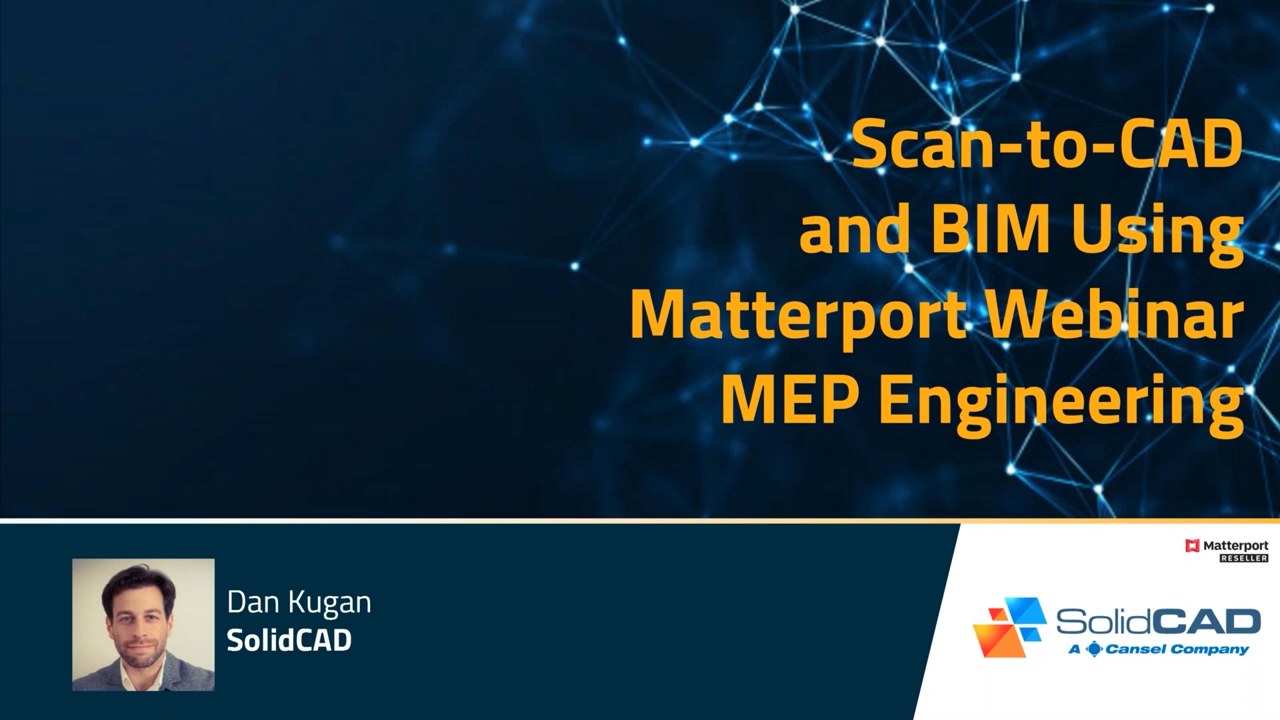 Scan-to-CAD
and BIM Using
Matterport Webinar
MEP Engineering
Dan Kugan
SolidCAD
Matterport
RESELLER
SolidCAD
A Cansel Company